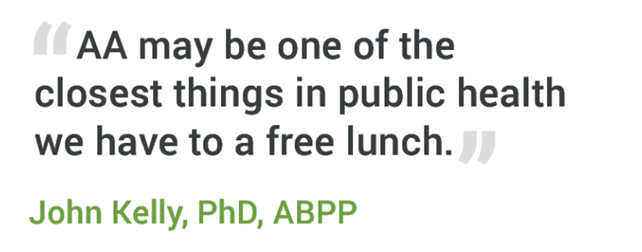 “AA may be one of the
closest things in public health
we have to a free lunch.”
John Kelly, PhD, ABPP